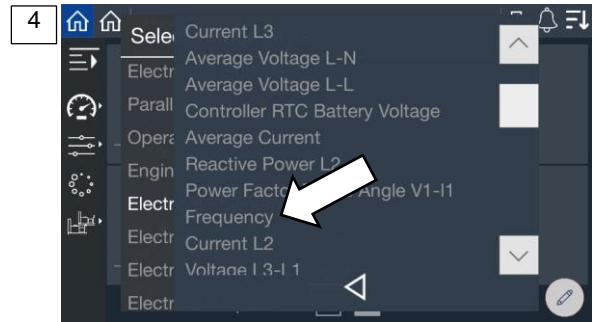 4
Sele
Current L3
Average Voltage L-N
Electr
Average Voltage L-L
Parall
Controller RTC Battery Voltage
Opera
Average Current
Engin
Reactive Power L2
Power Facto Angle V1-I1
Electr
Frequency
Electr
Current L2
Electr
Voltage L3-L1
Electr